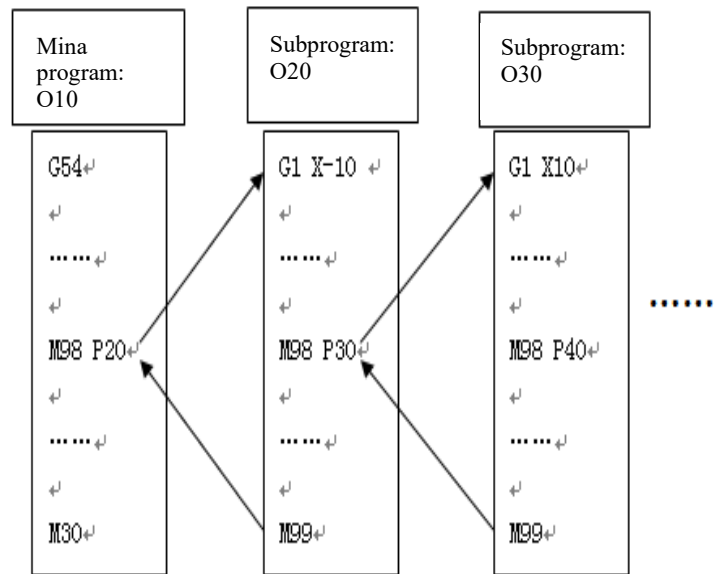 Mina
program:
O10
Subprogram:
O20
Subprogram:
O30
G54↵
↵
……↵
↵
M98 P20↵
↵
……↵
↵
M30↵
G1 X-10 ↵
↵
……↵
↵
M98 P30↵
↵
……↵
↵
M99↵
G1 X10↵
↵
……↵
↵
M98 P40↵
↵
……↵
↵
M99↵
……